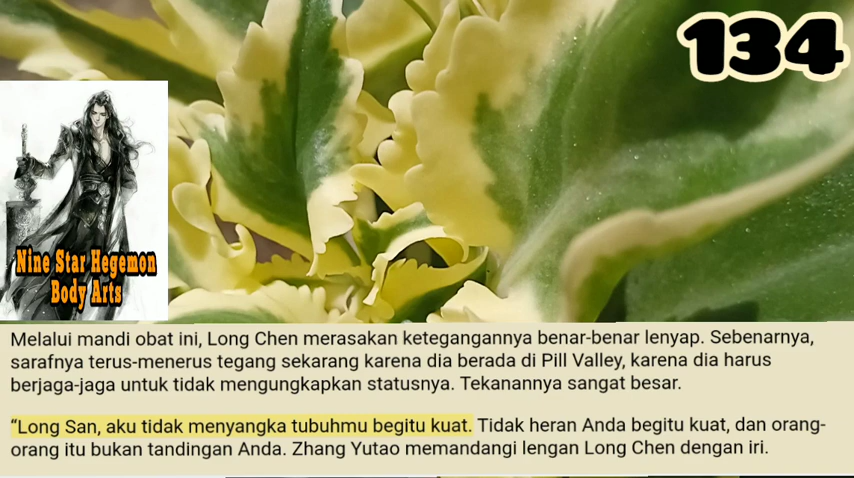 134
Nine Star Hegemon
Body Arts
Melalui mandi obat ini, Long Chen merasakan ketegangannya benar-benar lenyap. Sebenarnya,
sarafnya terus-menerus tegang sekarang karena dia berada di Pill Valley, karena dia harus
berjaga-jaga untuk tidak mengungkapkan statusnya. Tekanannya sangat besar.
“Long San, aku tidak menyangka tubuhmu begitu kuat. Tidak heran Anda begitu kuat, dan orang-
orang itu bukan tandingan Anda. Zhang Yutao memandangi lengan Long Chen dengan iri.